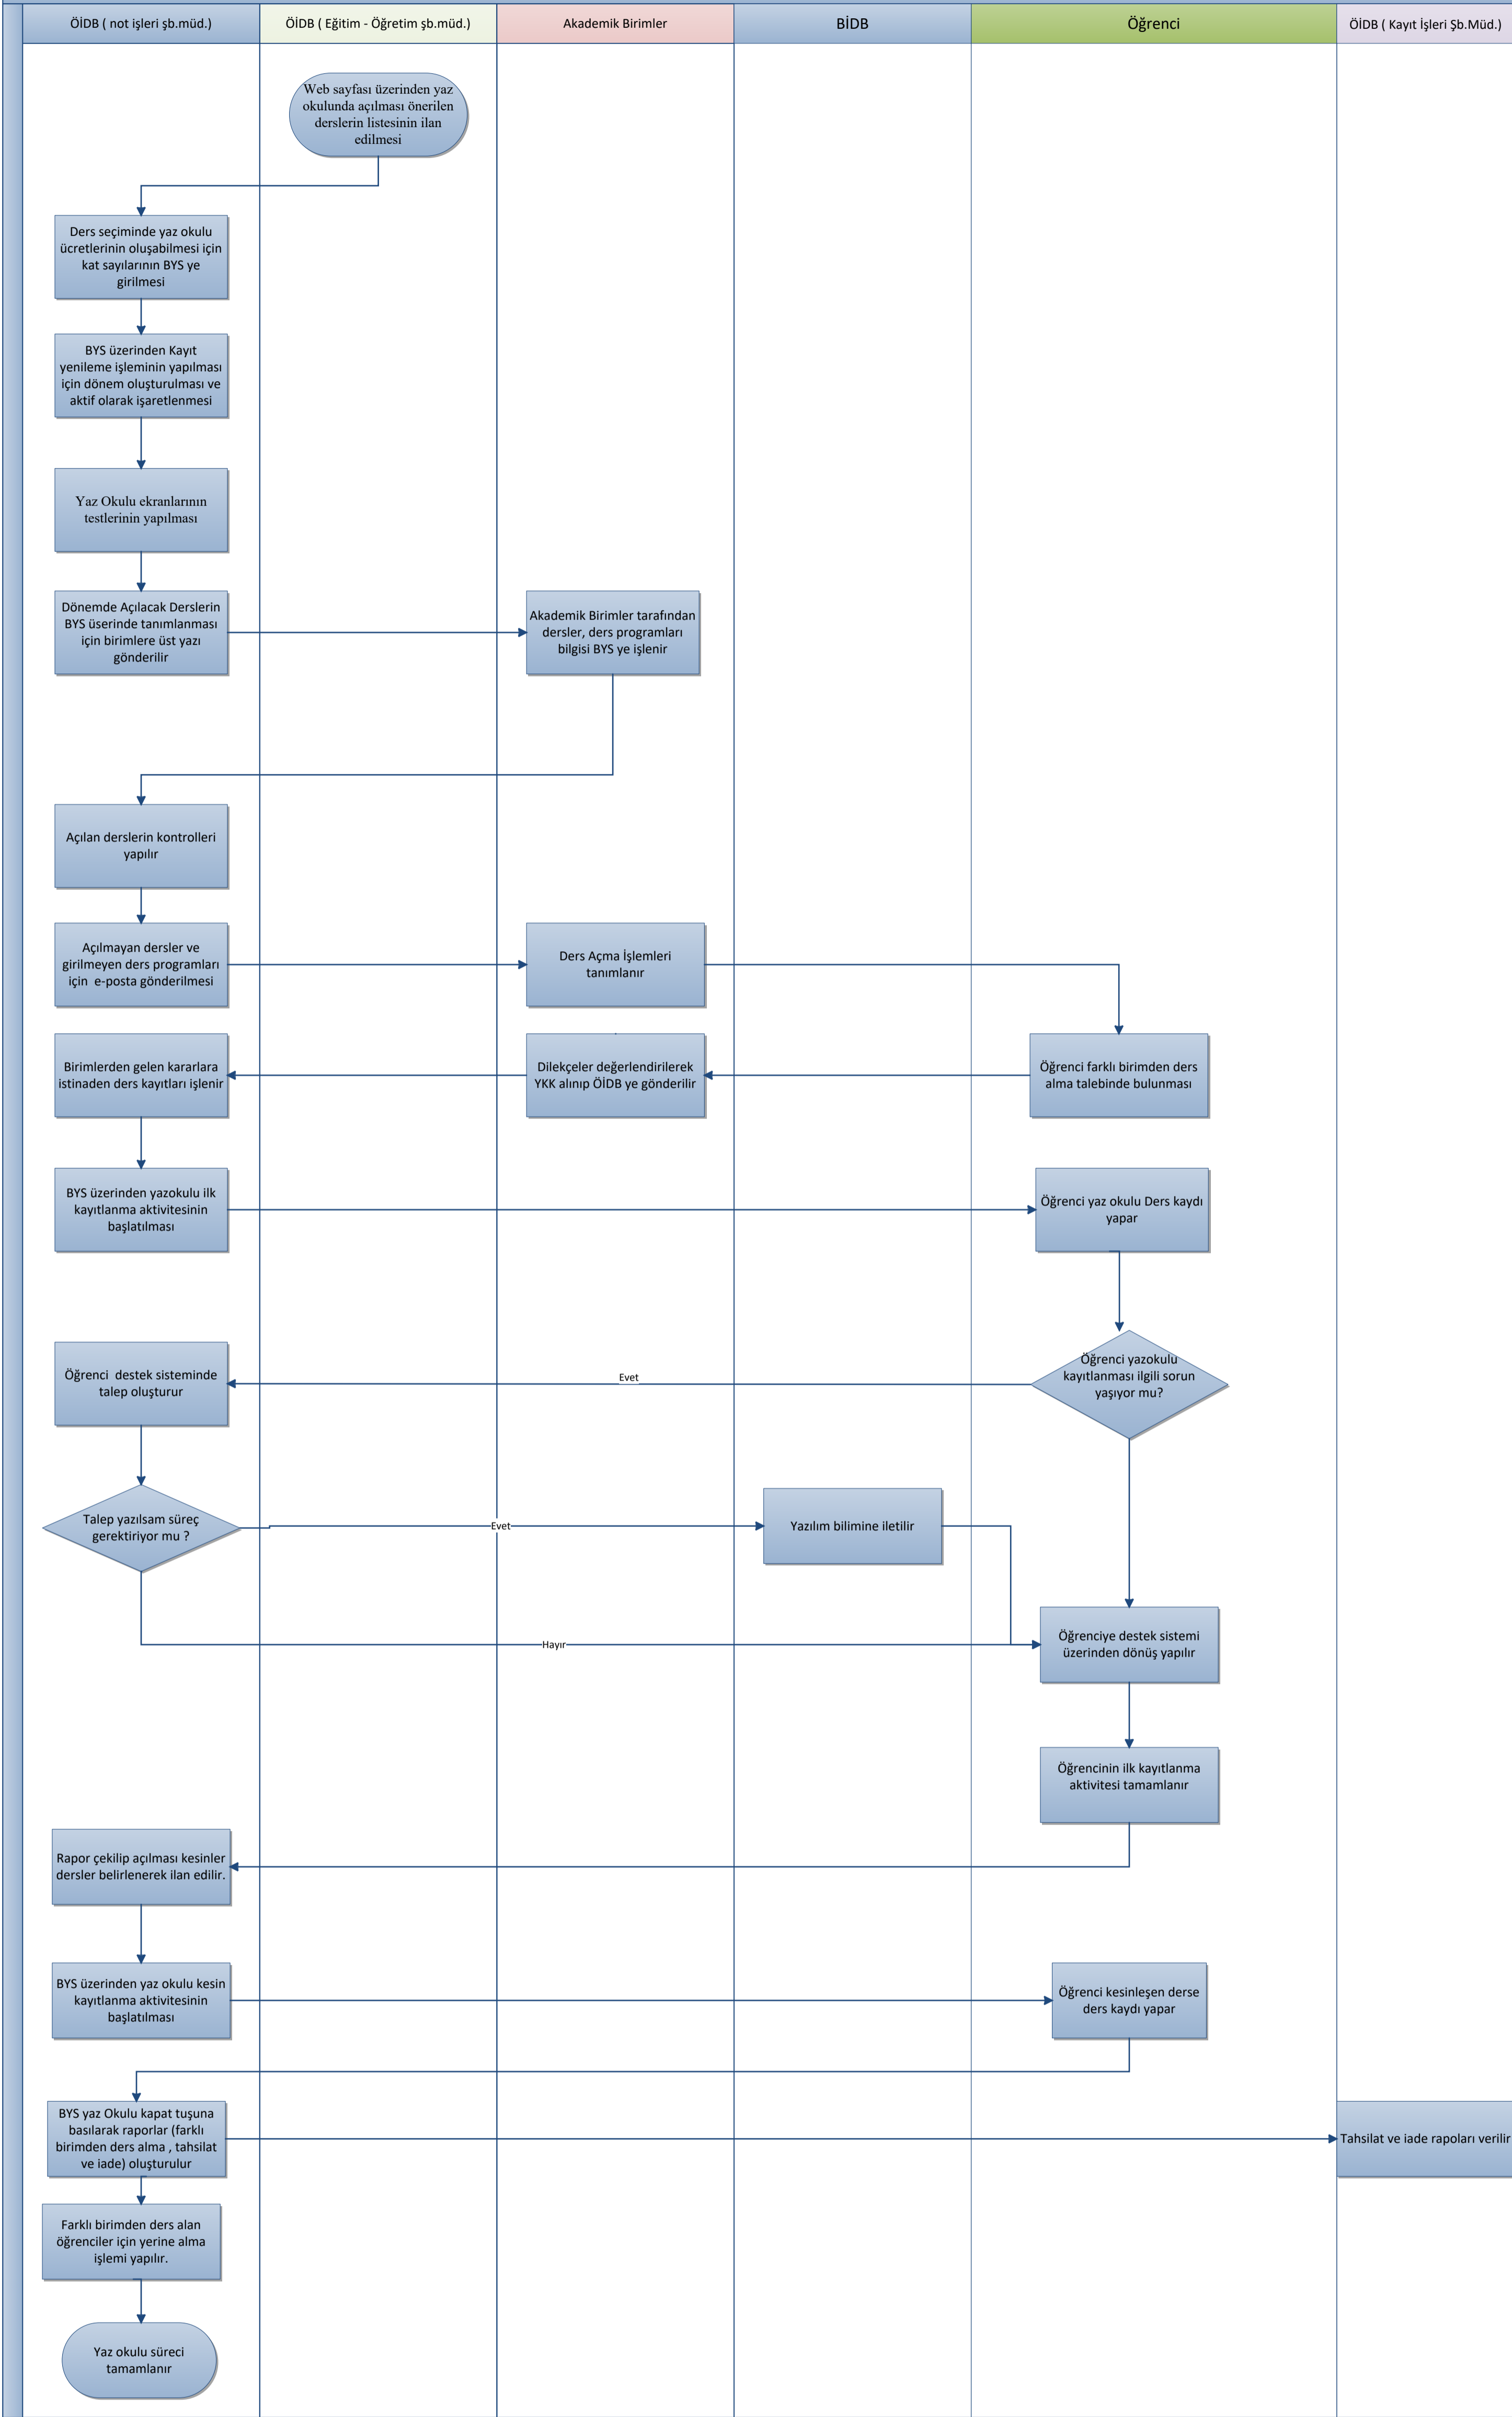 ÖİDB ( not işleri şb.müd.)
ÖİDB ( Eğitim - Öğretim şb.müd.)
Akademik Birimler
BİDB
Öğrenci
ÖİDB ( Kayıt İşleri Şb.Müd.)
Web sayfası üzerinden yaz
okulunda açılması önerilen
derslerin listesinin ilan
edilmesi
Ders seçiminde yaz okulu
ücretlerinin oluşabilmesi için
kat sayılarının BYS ye
girilmesi
BYS üzerinden Kayıt
yenileme işleminin yapılması
için dönem oluşturulması ve
aktif olarak işaretlenmesi
Yaz Okulu ekranlarının
testlerinin yapılması
Dönemde Açılacak Derslerin
BYS üserinde tanımlanması
için birimlere üst yazı
gönderilir
Akademik Birimler tarafından
dersler, ders programları
bilgisi BYS ye işlenir
Açılan derslerin kontrolleri
yapılır
Açılmayan dersler ve
girilmeyen ders programları
için  e-posta gönderilmesi
Ders Açma İşlemleri
tanımlanır
Birimlerden gelen kararlara
istinaden ders kayıtları işlenir
Dilekçeler değerlendirilerek
YKK alınıp ÖİDB ye gönderilir
Öğrenci farklı birimden ders
alma talebinde bulunması
BYS üzerinden yazokulu ilk
kayıtlanma aktivitesinin
başlatılması
Öğrenci yaz okulu Ders kaydı
yapar
Öğrenci  destek sisteminde
talep oluşturur
Evet
Öğrenci yazokulu
kayıtlanması ilgili sorun
yaşıyor mu?
Talep yazılsam süreç
gerektiriyor mu ?
Evet
Yazılım bilimine iletilir
Hayır
Öğrenciye destek sistemi
üzerinden dönüş yapılır
Öğrencinin ilk kayıtlanma
aktivitesi tamamlanır
Rapor çekilip açılması kesinler
dersler belirlenerek ilan edilir.
BYS üzerinden yaz okulu kesin
kayıtlanma aktivitesinin
başlatılması
Öğrenci kesinleşen derse
ders kaydı yapar
BYS yaz Okulu kapat tuşuna
basılarak raporlar (farklı
birimden ders alma , tahsilat
ve iade) oluşturulur
Tahsilat ve iade rapoları verilir
Farklı birimden ders alan
öğrenciler için yerine alma
işlemi yapılır.
Yaz okulu süreci
tamamlanır